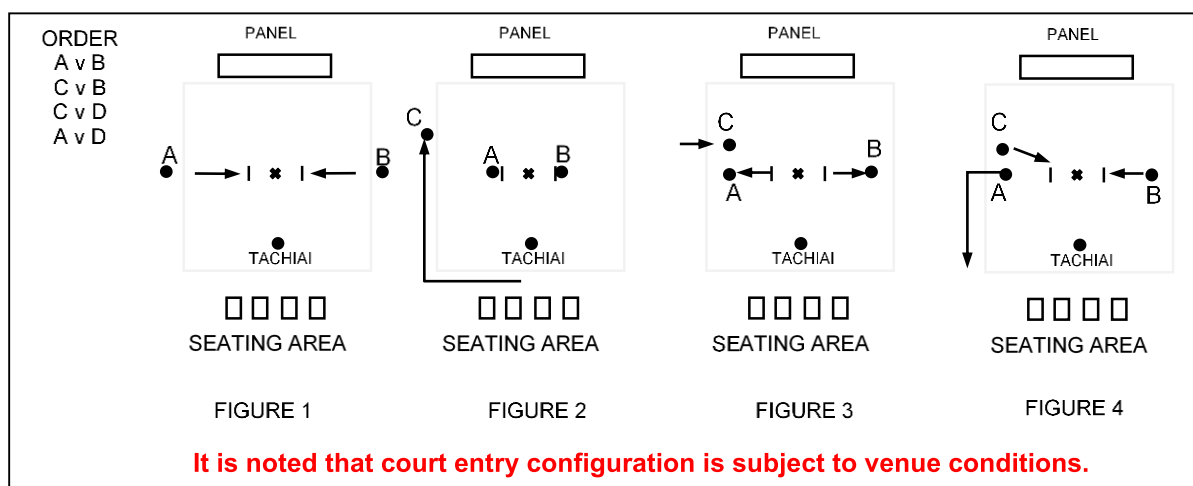 ORDER
A v B
C v B
C v D
A v D
PANEL
A
B
TACHIAI
SEATING AREA
FIGURE 1
PANEL
C
A
B
TACHIAI
SEATING AREA
FIGURE 2
PANEL
C
B
A
TACHIAI
SEATING AREA
FIGURE 3
PANEL
C
A
B
TACHIAI
SEATING AREA
FIGURE 4
It is noted that court entry configuration is subject to venue conditions.